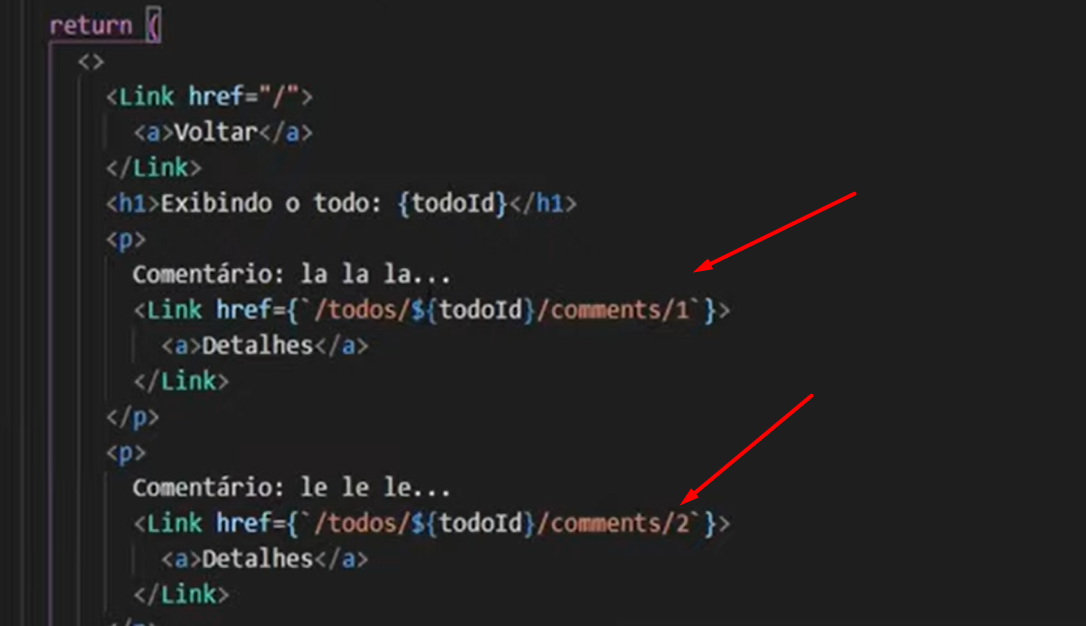 return (
<>
<Link href="/">
<a>Voltar</a>
</Link>
<h1>Exibindo o todo: {todoId}</h1>
<p>
Comentário: la la la...
<Link href={`/todos/${todoId}/comments/1`}>
<a>Detalhes</a>
</Link>
</p>
<p>
Comentário: le le le...
<Link href={`/todos/${todoId}/comments/2`}>
<a>Detalhes</a>
</Link>
</p>